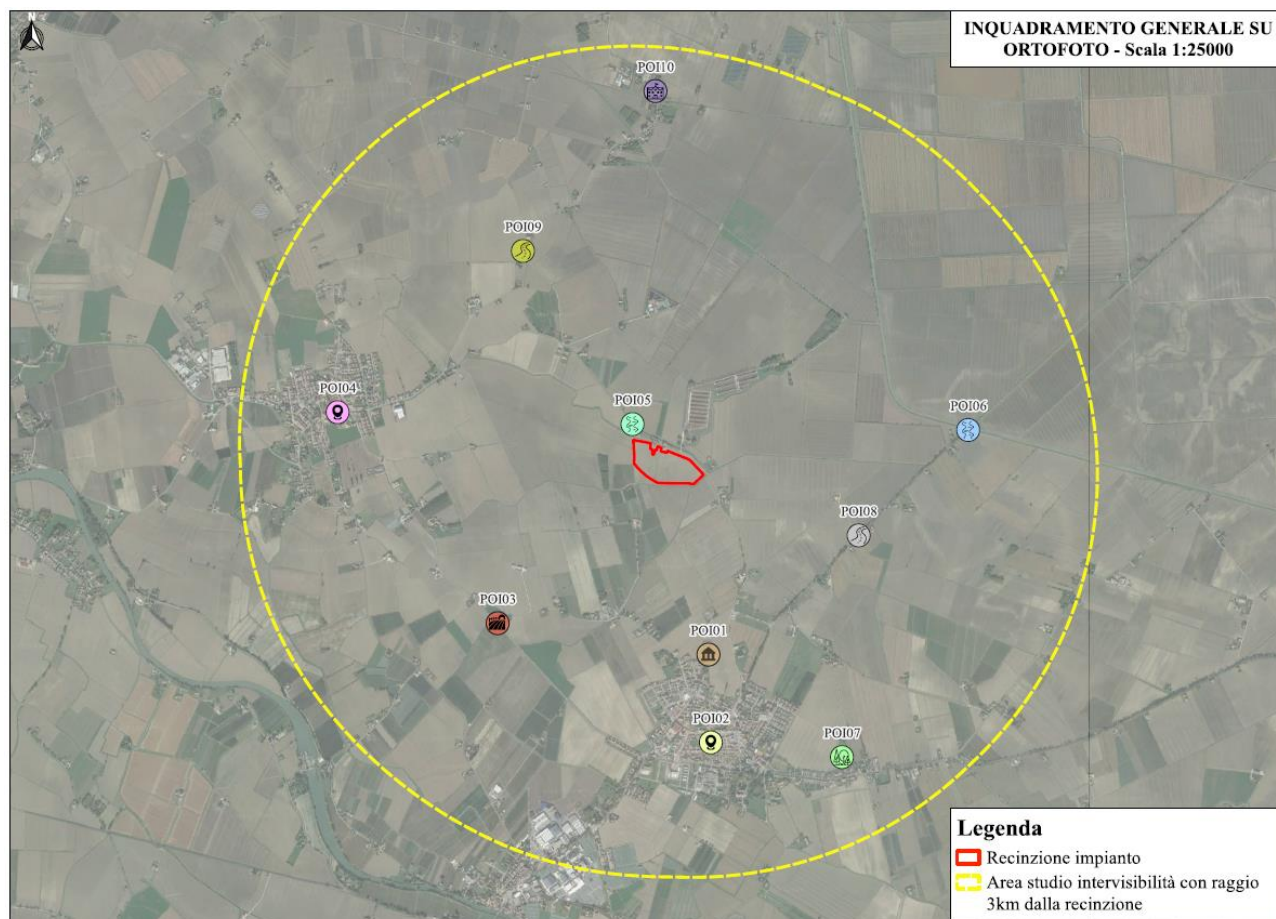 INQUADRAMENTO GENERALE SU
ORTOFOTO - Scala 1:25000
N
POI10
POI09
POI04
POI05
POI06
POI08
POI03
POI01
POI02
POI07
Legenda
Recinzione impianto
Area studio intervisibilità con raggio
3km dalla recinzione